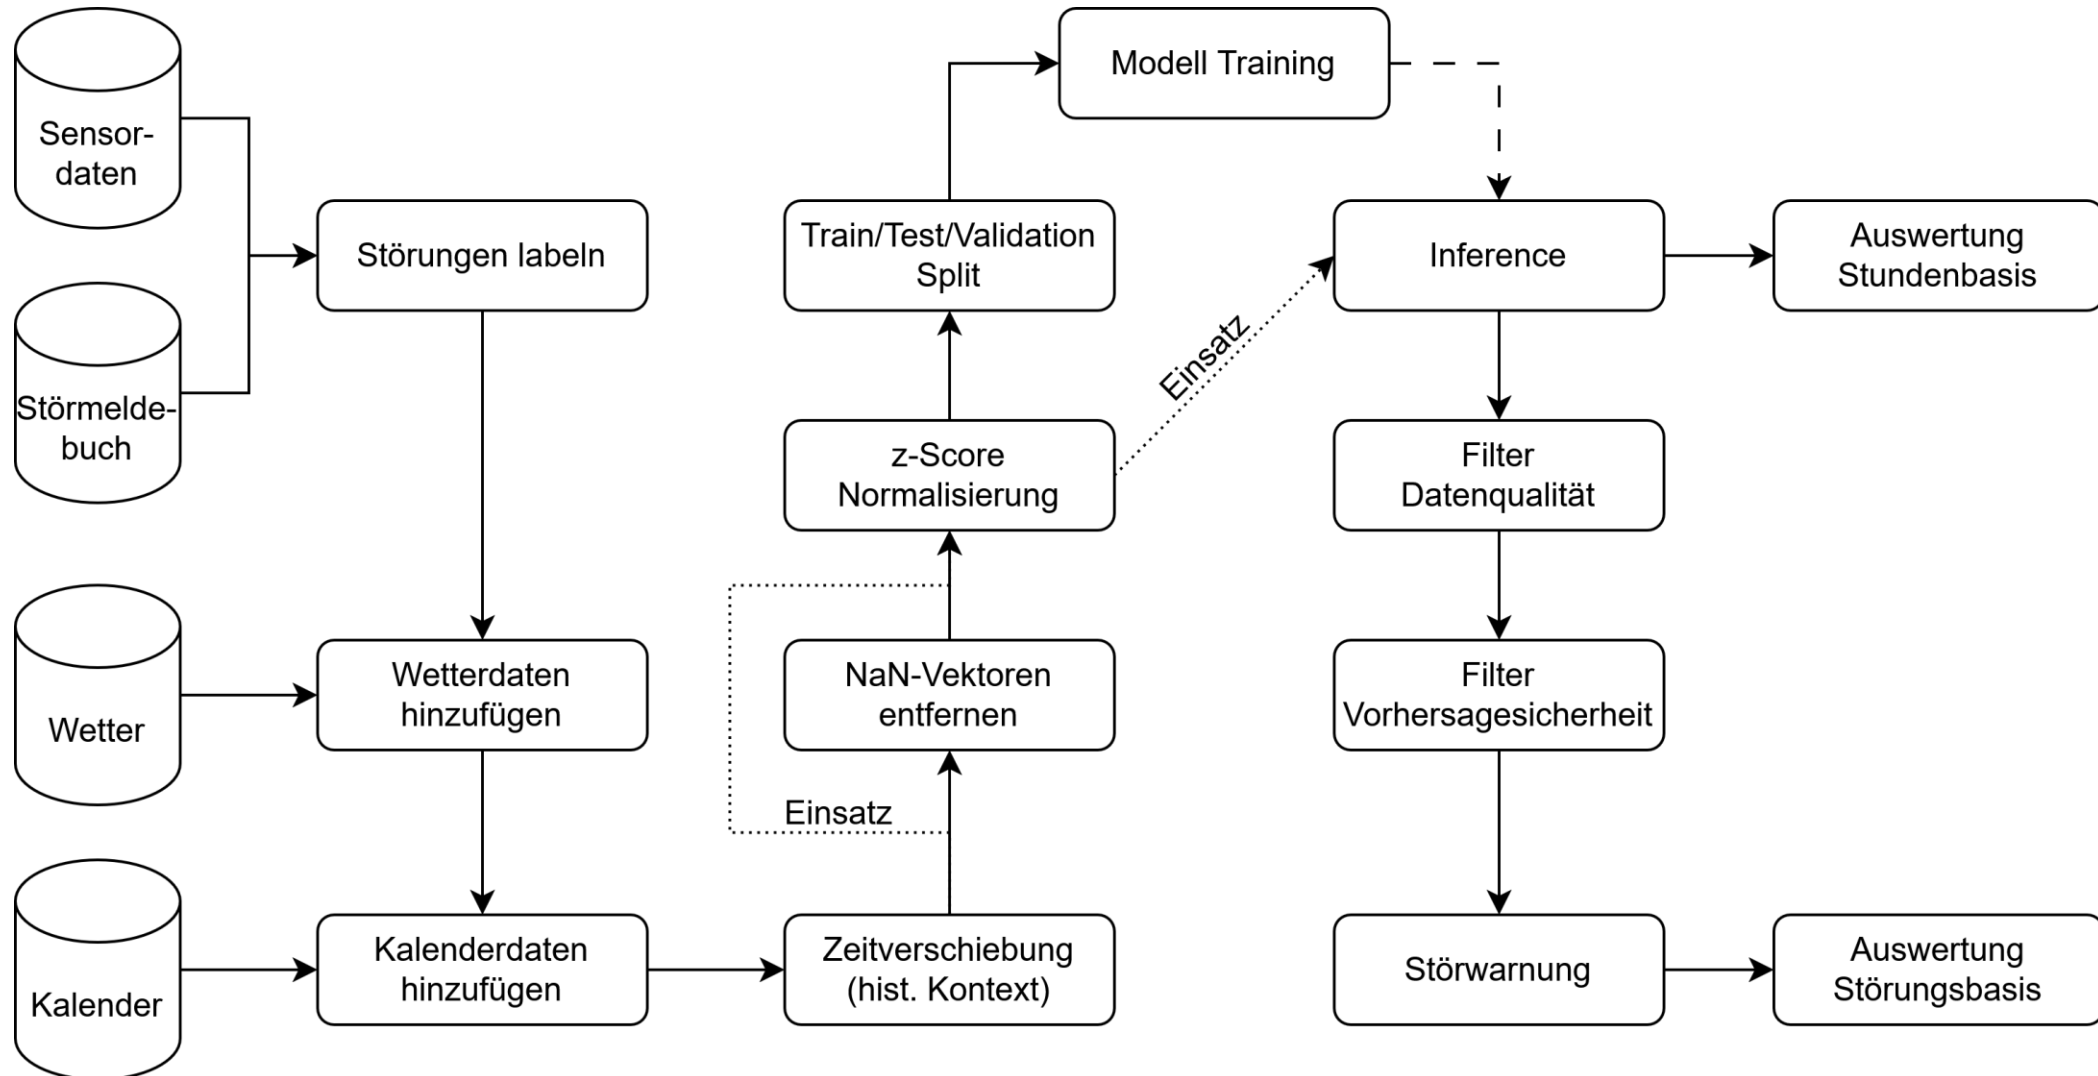 Sensor-
daten
Störmelde-
buch
Wetter
Kalender
Störungen labeln
Wetterdaten
hinzufügen
Kalenderdaten
hinzufügen
Zeitverschiebung
(hist. Kontext)
Einsatz
NaN-Vektoren
entfernen
z-Score
Normalisierung
Einsatz
Train/Test/Validation
Split
Modell Training
Inference
Auswertung
Stundenbasis
Filter
Datenqualität
Filter
Vorhersagesicherheit
Störwarnung
Auswertung
Störungsbasis